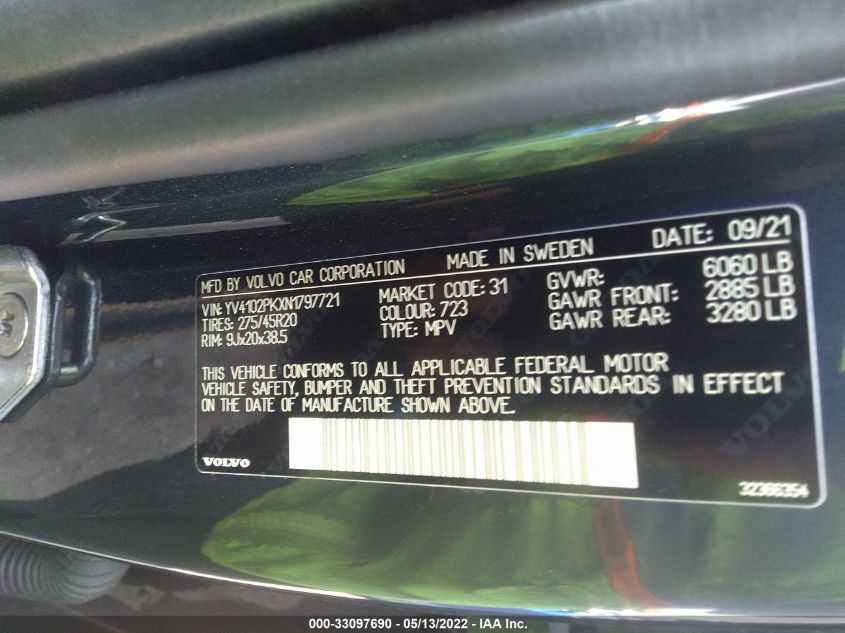 MFD BY VOLVO CAR CORPORATION MADE IN SWEDEN DATE: 09/21
VIN: YV4102PKXN1797721 MARKET CODE: 31 GVWR: 6060 LB
TIRES: 275/45R20 COLOUR: 723 GAWR FRONT: 2885 LB
RIM: 9Jx20x38.5 TYPE: MPV GAWR REAR: 3280 LB
THIS VEHICLE CONFORMS TO ALL APPLICABLE FEDERAL MOTOR
VEHICLE SAFETY, BUMPER AND THEFT PREVENTION STANDARDS IN EFFECT
ON THE DATE OF MANUFACTURE SHOWN ABOVE.
VOLVO 32366354
000-33097690 - 05/13/2022 - IAA Inc.